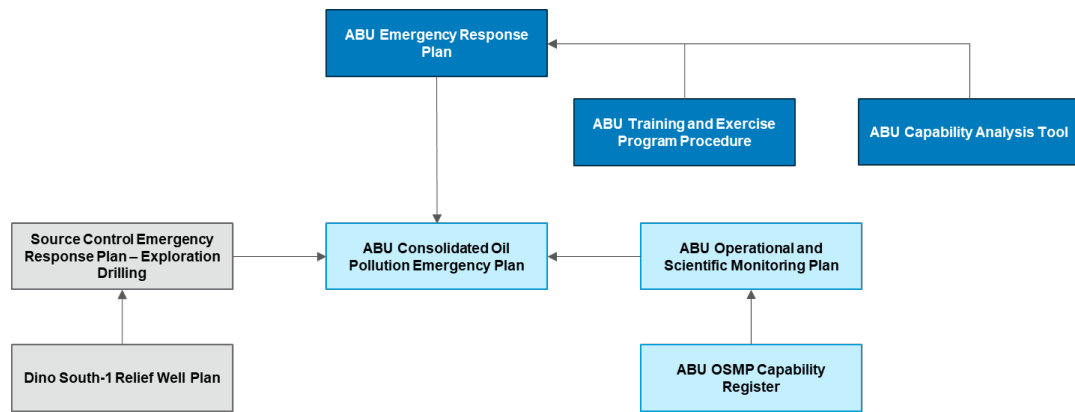 ABU Emergency Response
Plan
ABU Training and Exercise
Program Procedure
ABU Capability Analysis Tool
Source Control Emergency
Response Plan – Exploration
Drilling
ABU Consolidated Oil
Pollution Emergency Plan
ABU Operational and
Scientific Monitoring Plan
Dino South-1 Relief Well Plan
ABU OSMP Capability
Register